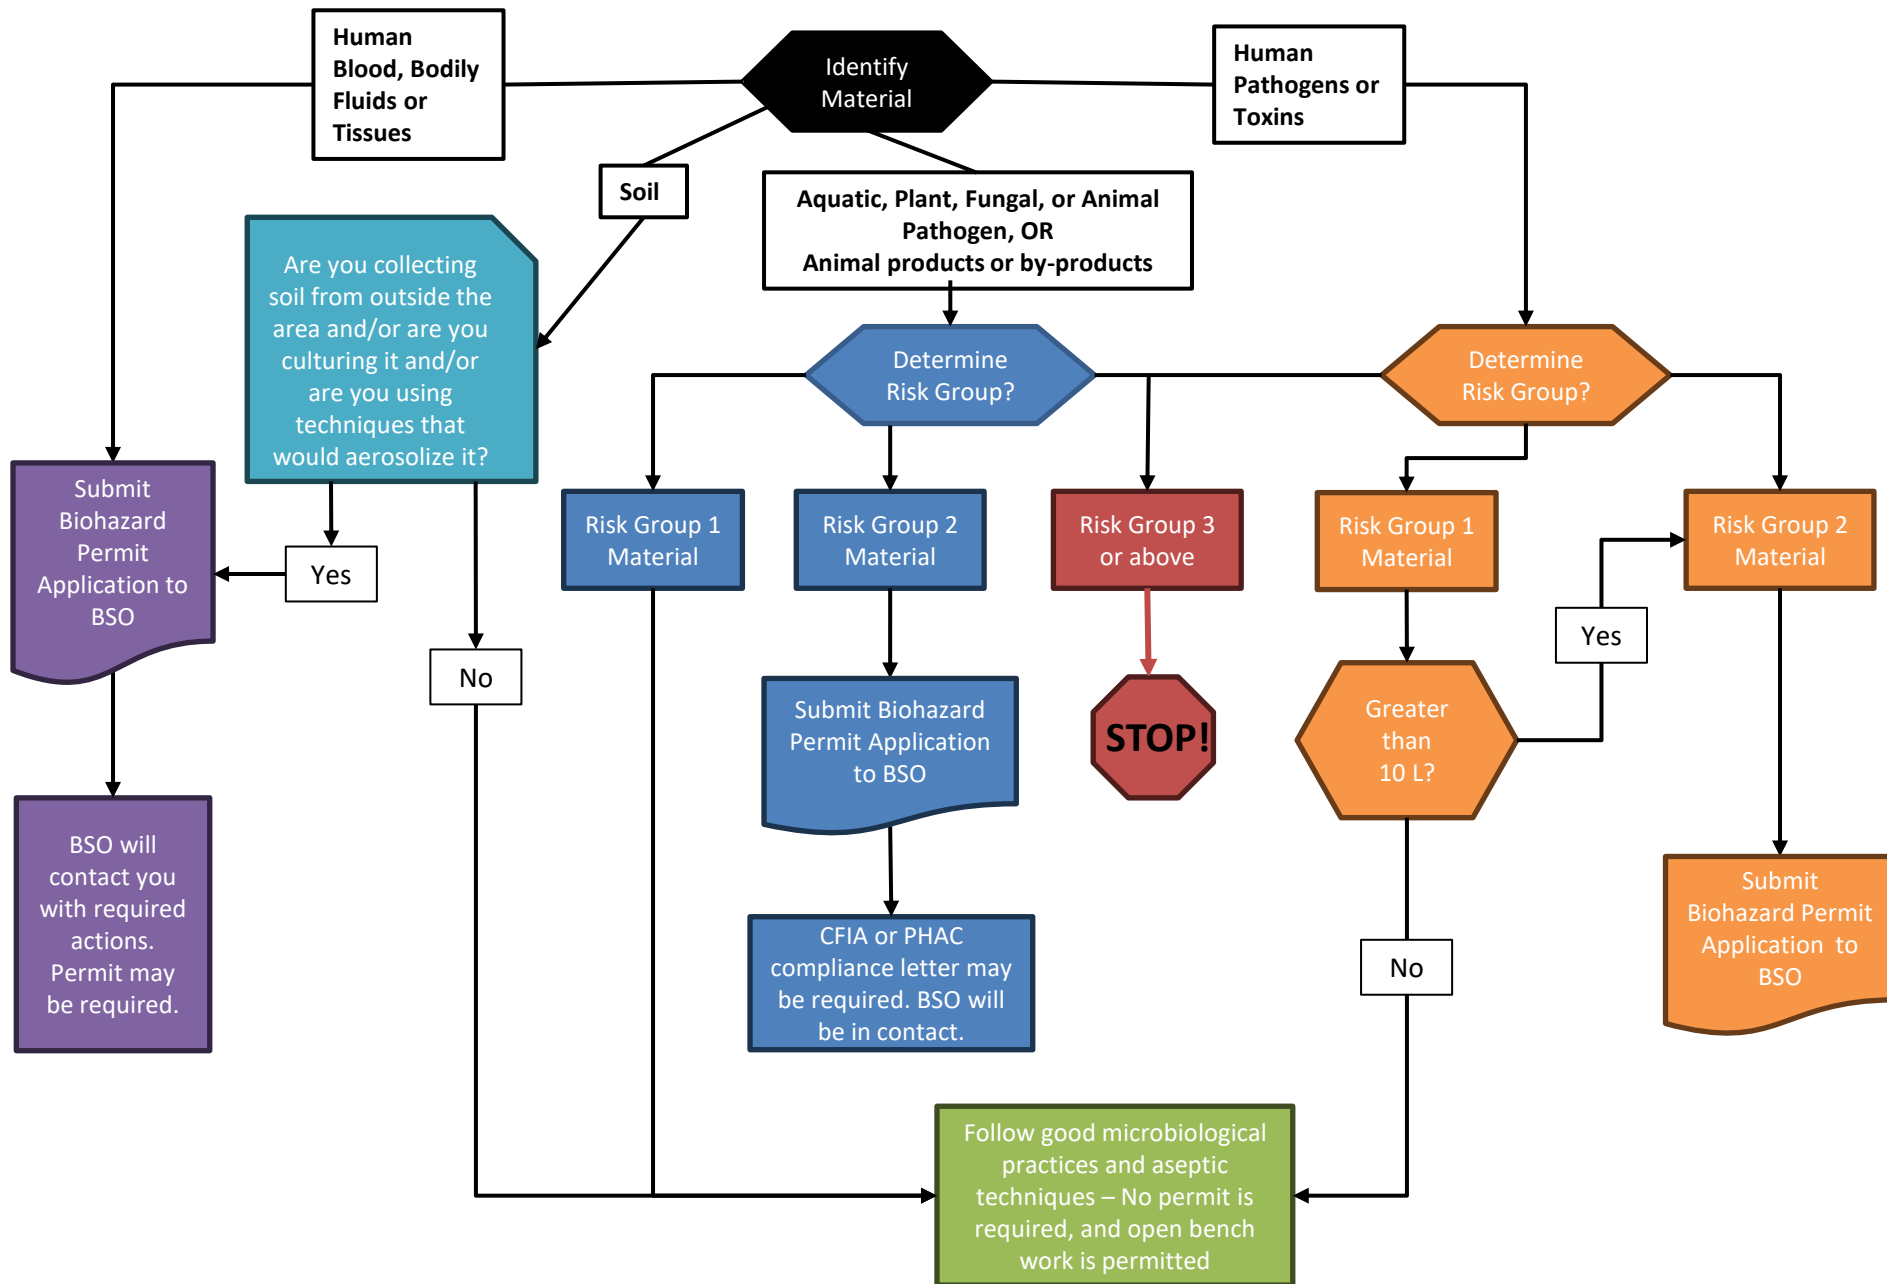 Human
Blood, Bodily
Fluids or
Tissues
Identify
Material
Human
Pathogens or
Toxins
Soil
Aquatic, Plant, Fungal, or Animal
Pathogen, OR
Animal products or by-products
Are you collecting
soil from outside the
area and/or are you
culturing it and/or
are you using
techniques that
would aerosolize it?
Determine
Risk Group?
Determine
Risk Group?
Submit
Biohazard
Permit
Application to
BSO
Yes
No
Risk Group 1
Material
Risk Group 2
Material
Risk Group 3
or above
Risk Group 1
Material
Risk Group 2
Material
Yes
Submit Biohazard
Permit Application
to BSO
STOP!
Greater
than
10 L?
BSO will
contact you
with required
actions.
Permit may
be required.
CFIA or PHAC
compliance letter may
be required. BSO will
be in contact.
No
Submit
Biohazard Permit
Application  to
BSO
Follow good microbiological
practices and aseptic
techniques – No permit is
required, and open bench
work is permitted